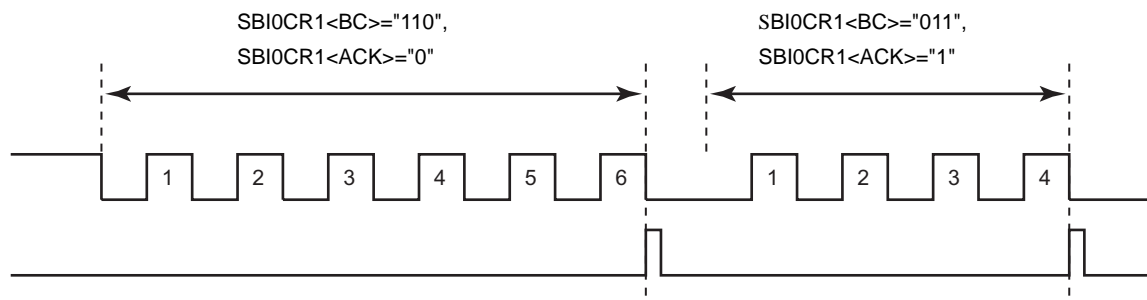 SBI0CR1<BC>="110",
SBI0CR1<ACK>="0"
SBI0CR1<BC>="011",
SBI0CR1<ACK>="1"
1 2 3 4 5 6 1 2 3 4